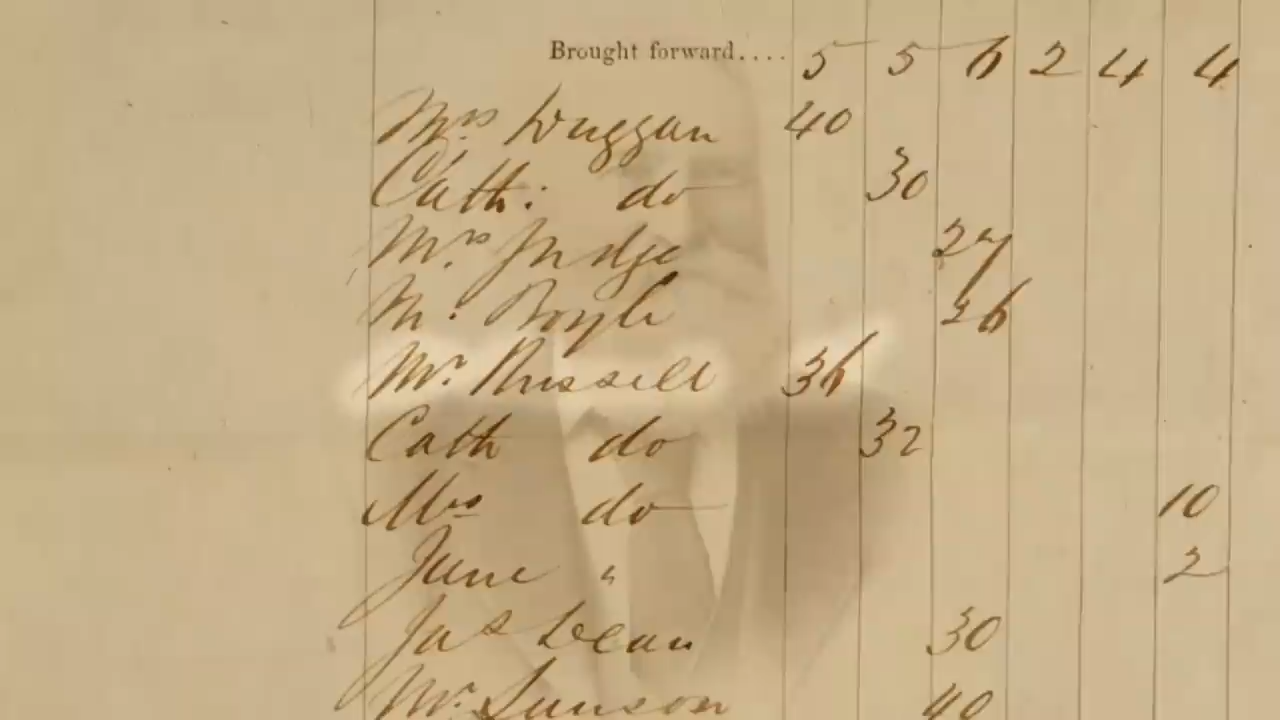 Brought forward.... 5 5 6 2 4 4
Mrs Duggan 40
Cath: do 30
Mrs Judge 27
M. Boyle 26
Mr. Russell 36
Cath do 32
Mrs do 10
Jane " 2
Jas Dean 30
Mr. 40